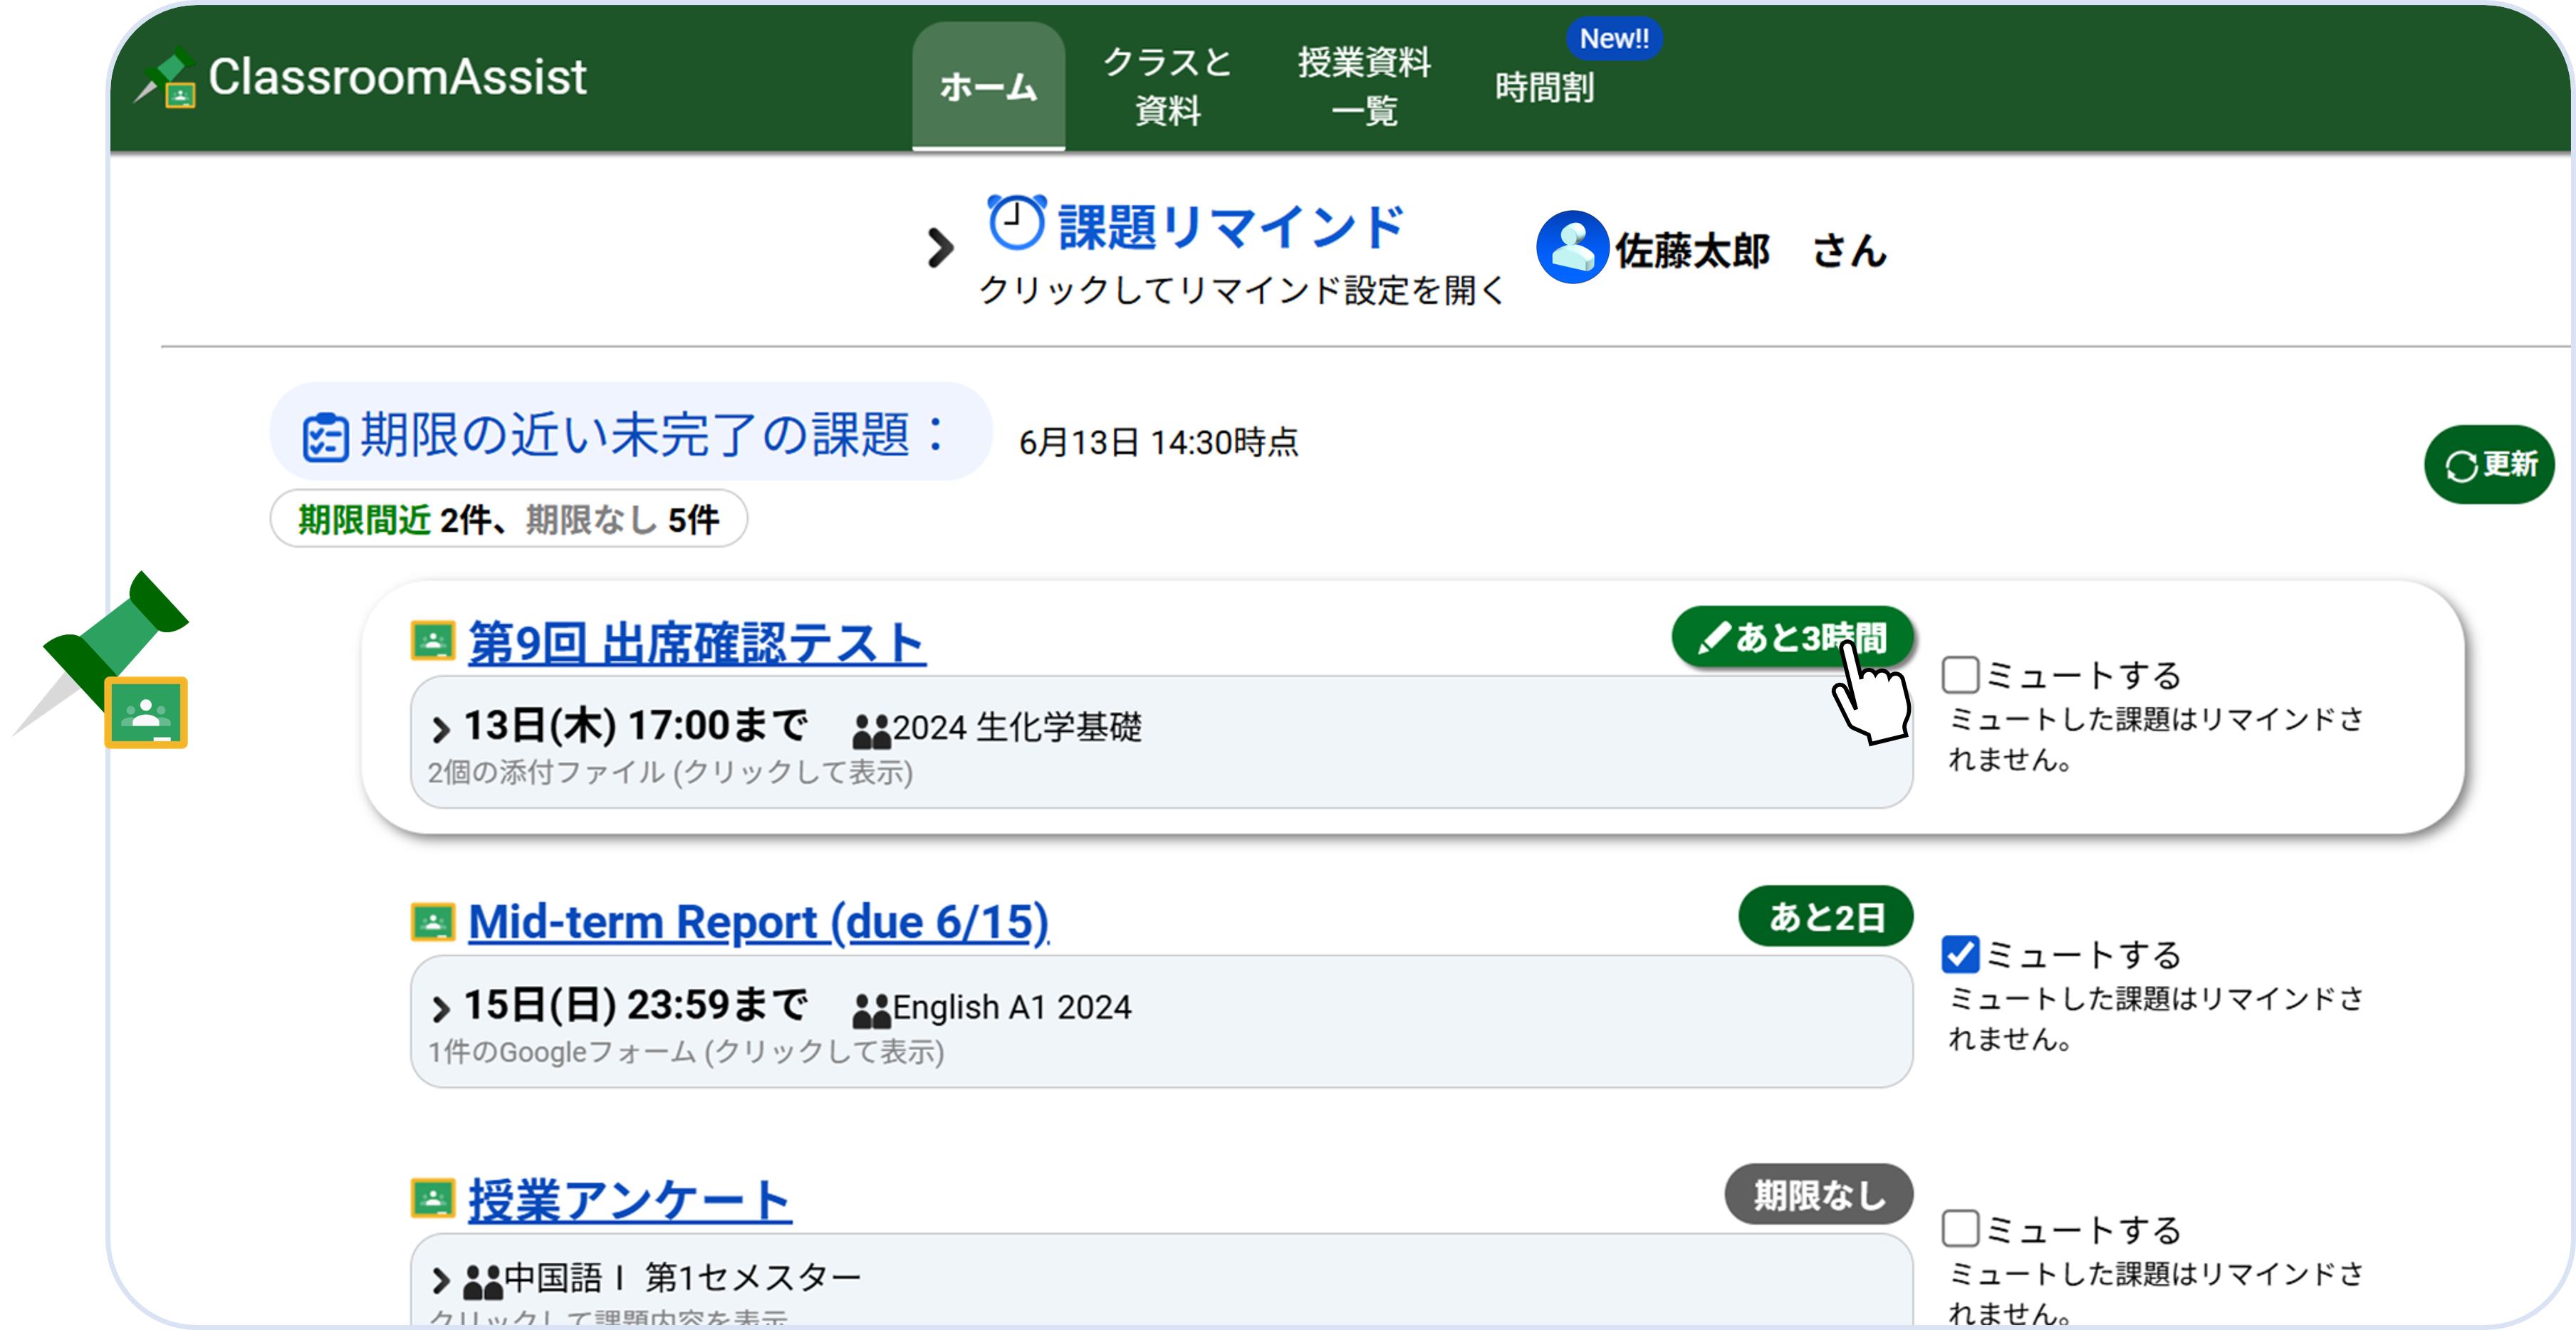 ClassroomAssist
ホーム
クラスと
資料
授業資料
一覧
New!!
時間割
課題リマインド
クリックしてリマインド設定を開く
佐藤太郎 さん
期限の近い未完了の課題：
6月13日 14:30時点
更新
期限間近 2件、期限なし 5件
第9回 出席確認テスト
あと3時間
13日(木) 17:00まで
2024 生化学基礎
2個の添付ファイル (クリックして表示)
ミュートする
ミュートした課題はリマインドさ
れません。
Mid-term Report (due 6/15)
あと2日
15日(日) 23:59まで
English A1 2024
1件のGoogleフォーム (クリックして表示)
ミュートする
ミュートした課題はリマインドさ
れません。
授業アンケート
期限なし
中国語Ⅰ 第1セメスター
クリックして課題内容を表示
ミュートする
ミュートした課題はリマインドさ
れません。